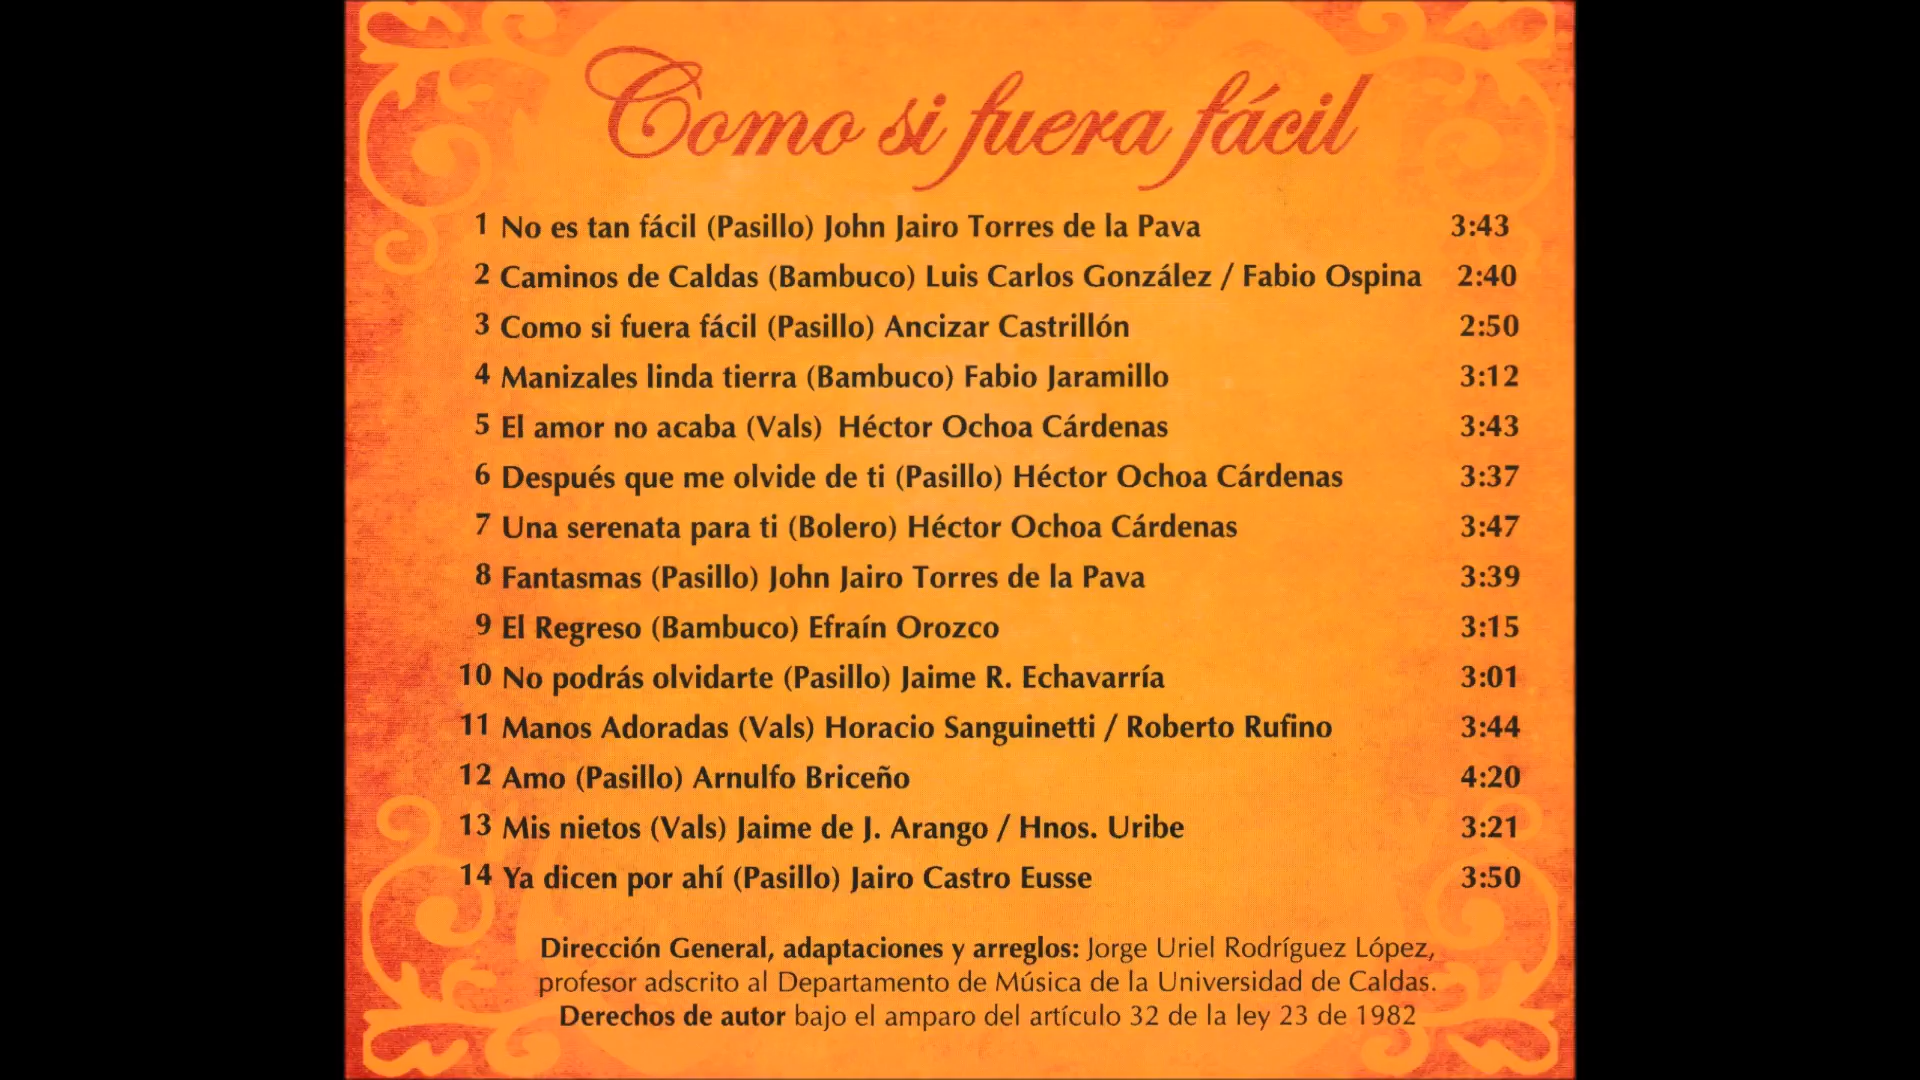 Como si fuera fácil
1 No es tan fácil (Pasillo) John Jairo Torres de la Pava 3:43
2 Caminos de Caldas (Bambuco) Luis Carlos González / Fabio Ospina 2:40
3 Como si fuera fácil (Pasillo) Ancizar Castrillón 2:50
4 Manizales linda tierra (Bambuco) Fabio Jaramillo 3:12
5 El amor no acaba (Vals) Héctor Ochoa Cárdenas 3:43
6 Después que me olvide de ti (Pasillo) Héctor Ochoa Cárdenas 3:37
7 Una serenata para ti (Bolero) Héctor Ochoa Cárdenas 3:47
8 Fantasmas (Pasillo) John Jairo Torres de la Pava 3:39
9 El Regreso (Bambuco) Efraín Orozco 3:15
10 No podrás olvidarte (Pasillo) Jaime R. Echavarría 3:01
11 Manos Adoradas (Vals) Horacio Sanguinetti / Roberto Rufino 3:44
12 Amo (Pasillo) Arnulfo Briceño 4:20
13 Mis nietos (Vals) Jaime de J. Arango / Hnos. Uribe 3:21
14 Ya dicen por ahí (Pasillo) Jairo Castro Eusse 3:50
Dirección General, adaptaciones y arreglos: Jorge Uriel Rodríguez López,
profesor adscrito al Departamento de Música de la Universidad de Caldas.
Derechos de autor bajo el amparo del artículo 32 de la ley 23 de 1982